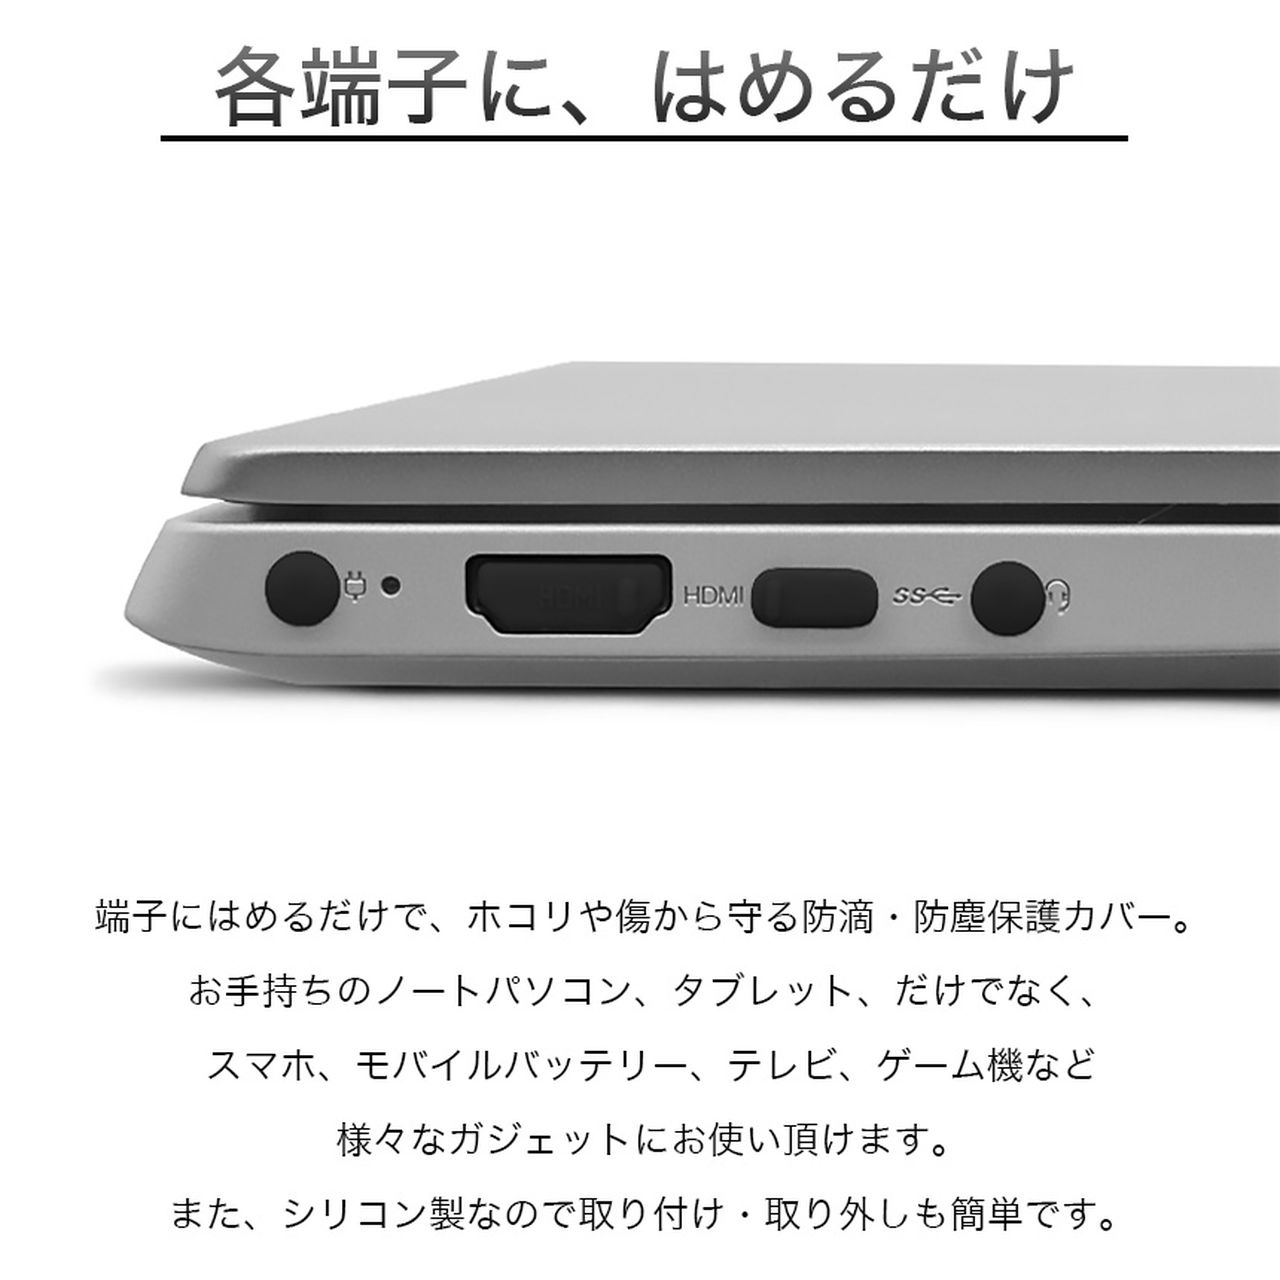 各端子に、はめるだけ
HDMI
HDMI
SS
端子にはめるだけで、ホコリや傷から守る防滴・防塵保護カバー。
お手持ちのノートパソコン、タブレット、だけでなく、
スマホ、モバイルバッテリー、テレビ、ゲーム機など
様々なガジェットにお使い頂けます。
また、シリコン製なので取り付け・取り外しも簡単です。